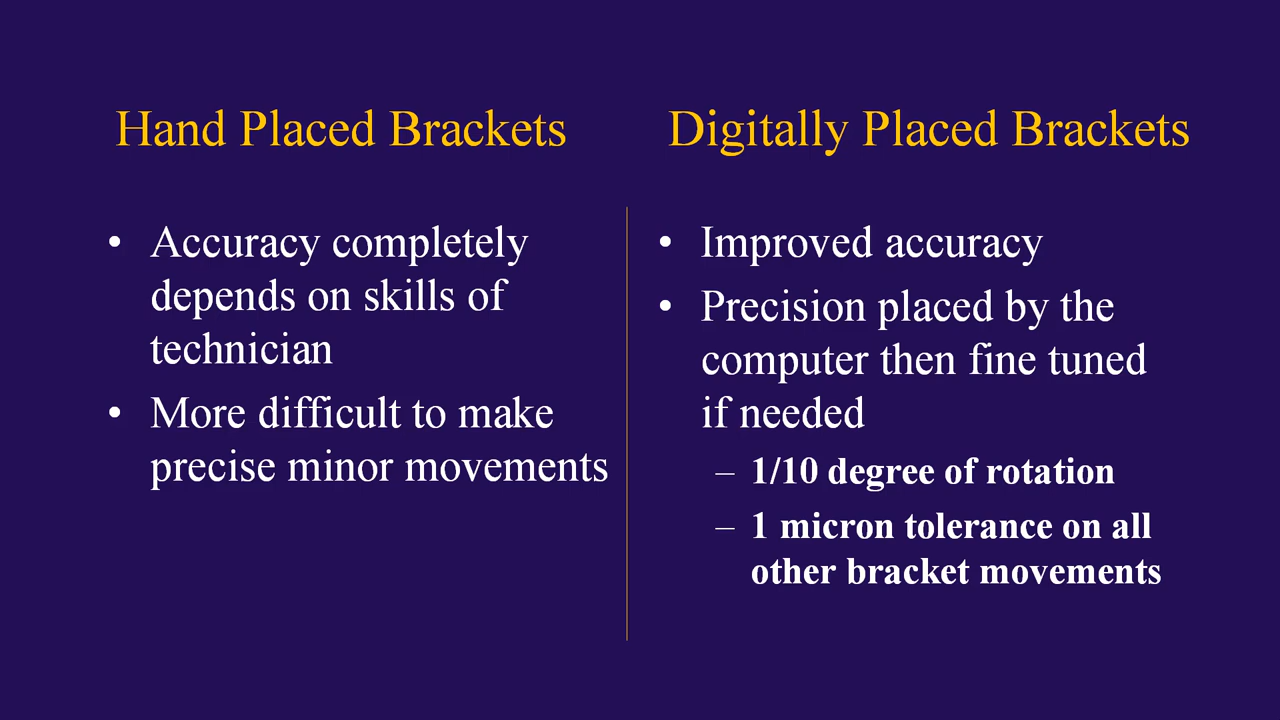 Hand Placed Brackets
• Accuracy completely
depends on skills of
technician
• More difficult to make
precise minor movements
Digitally Placed Brackets
• Improved accuracy
• Precision placed by the
computer then fine tuned
if needed
– 1/10 degree of rotation
– 1 micron tolerance on all
other bracket movements